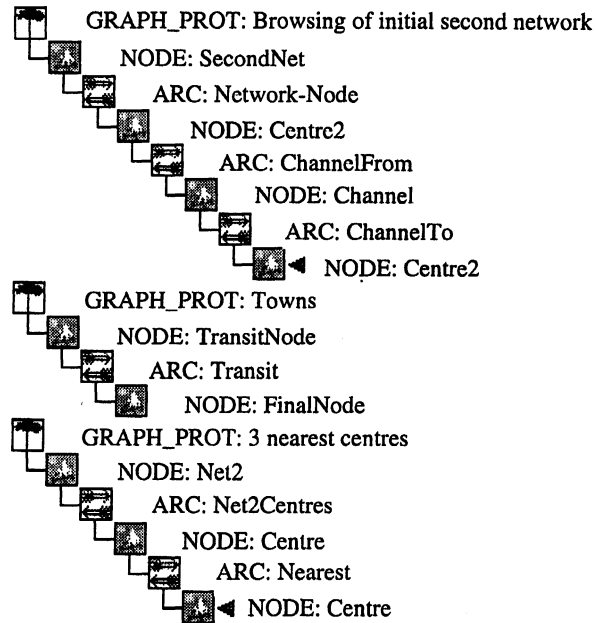 GRAPH_PROT: Browsing of initial second network
NODE: SecondNet
ARC: Network-Node
NODE: Centre2
ARC: ChannelFrom
NODE: Channel
ARC: ChannelTo
NODE: Centre2
GRAPH_PROT: Towns
NODE: TransitNode
ARC: Transit
NODE: FinalNode
GRAPH_PROT: 3 nearest centres
NODE: Net2
ARC: Net2Centres
NODE: Centre
ARC: Nearest
NODE: Centre